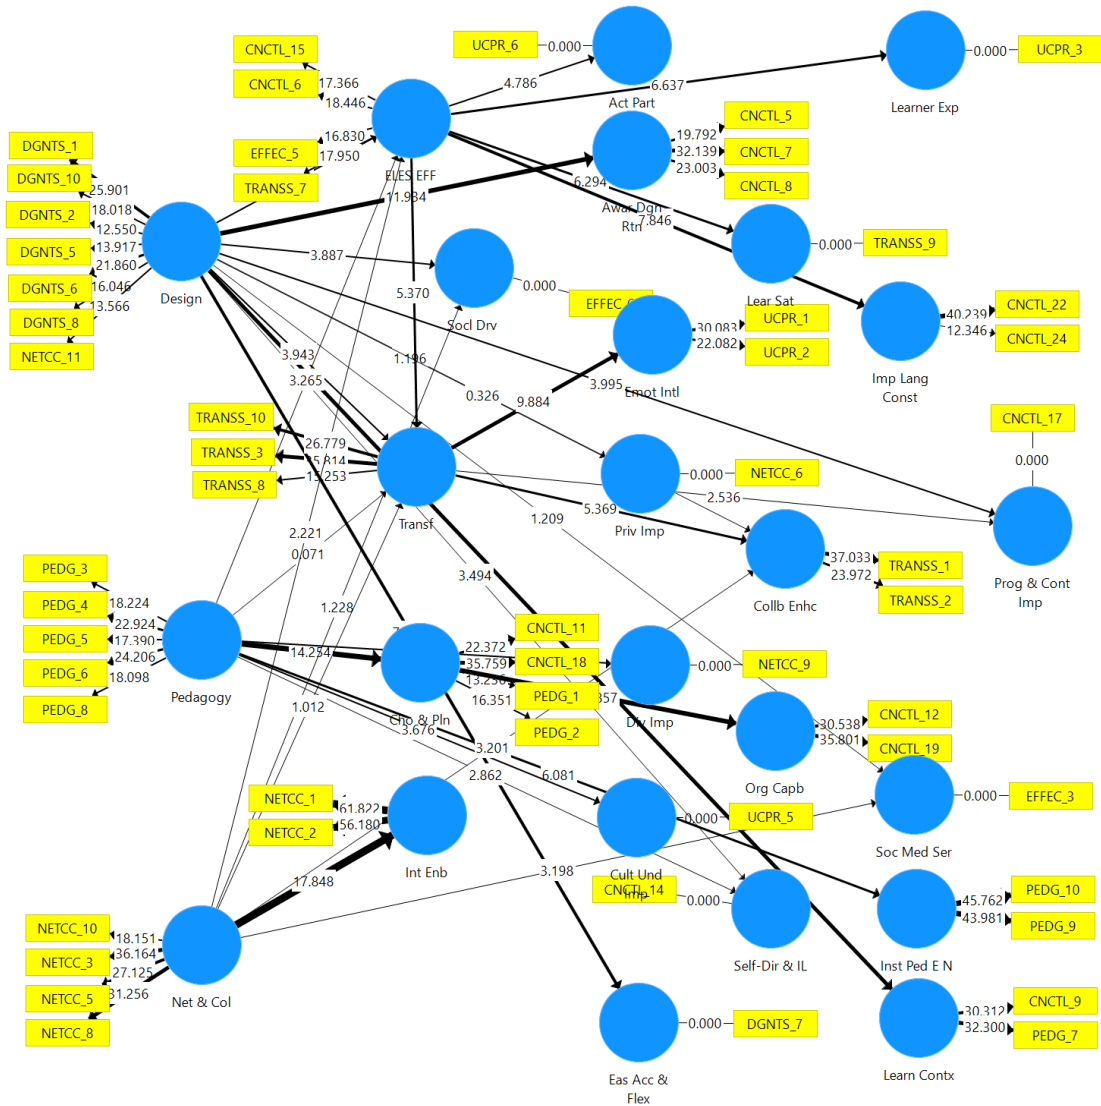 UCPR_6
0.000
Act Part
0.000
UCPR_3
Learner Exp
CNCTL_15
CNCTL_6
EFFEC_5
TRANSS_7
17.366
18.446
16.830
17.950
ELES EFF
4.786
6.637
CNCTL_5
CNCTL_7
CNCTL_8
19.792
32.139
23.003
Awar Dgn
Rtn
11.934
6.294
7.846
DGNTS_1
DGNTS_10
DGNTS_2
DGNTS_5
DGNTS_6
DGNTS_8
NETCC_11
25.901
18.018
12.550
13.917
21.860
16.046
13.566
Design
3.887
5.370
Socl Drv
0.000
Lear Sat
0.000
TRANSS_9
Emot Intl
30.083
22.082
UCPR_1
UCPR_2
Imp Lang
Const
40.239
12.346
CNCTL_22
CNCTL_24
3.943
3.265
1.196
0.326
3.995
9.884
TRANSS_10
TRANSS_3
TRANSS_8
26.779
15.253
Transf
CNCTL_17
0.000
Prog & Cont
Imp
Priv Imp
0.000
NETCC_6
2.536
5.369
1.209
Collb Enhc
37.033
23.972
TRANSS_1
TRANSS_2
2.221
0.071
3.494
1.228
1.012
PEDG_3
PEDG_4
PEDG_5
PEDG_6
PEDG_8
18.224
22.924
17.390
24.206
18.098
Pedagogy
14.254
Cho & Pln
22.372
35.759
16.351
CNCTL_11
CNCTL_18
PEDG_1
PEDG_2
Div Imp
0.000
NETCC_9
Org Capb
30.538
35.801
CNCTL_12
CNCTL_19
3.676
3.201
2.862
6.081
3.198
NETCC_1
NETCC_2
61.822
56.180
Int Enb
17.848
Cult Und
Imp
0.000
UCPR_5
Soc Med Ser
0.000
EFFEC_3
CNCTL_14
0.000
Self-Dir & IL
Inst Ped E N
45.762
43.981
PEDG_10
PEDG_9
NETCC_10
NETCC_3
NETCC_5
NETCC_8
18.151
36.164
27.125
31.256
Net & Col
Eas Acc &
Flex
0.000
DGNTS_7
Learn Contx
30.312
32.300
CNCTL_9
PEDG_7